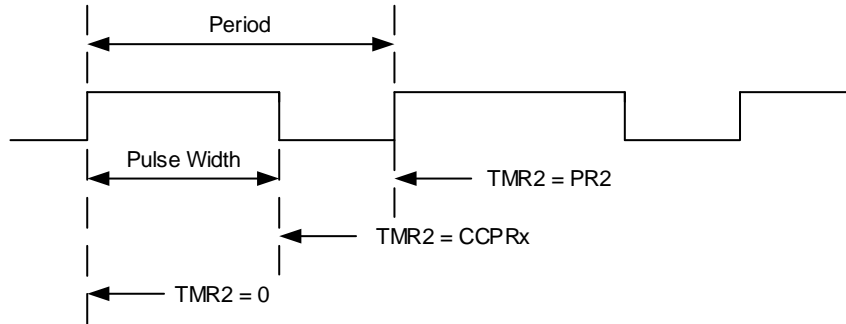 Period
Pulse Width
TMR2 = PR2
TMR2 = CCPRx
TMR2 = 0